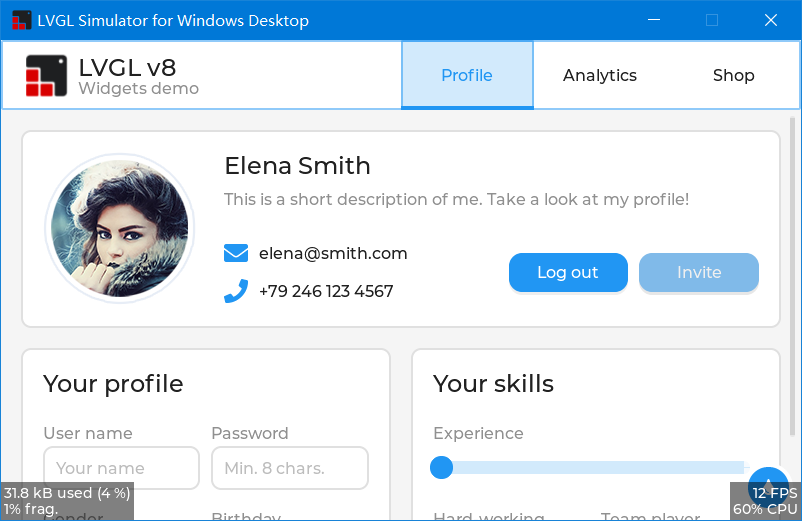 LVGL Simulator for Windows Desktop
LVGL v8
Widgets demo
Profile
Analytics
Shop
Elena Smith
This is a short description of me. Take a look at my profile!
elena@smith.com
+79 246 123 4567
Log out
Invite
Your profile
Your skills
User name
Password
Experience
Your name
Min. 8 chars.
31.8 kB used (4 %)
1% frag.
12 FPS
60% CPU
Gender
Birthday
Hard-working
Team player